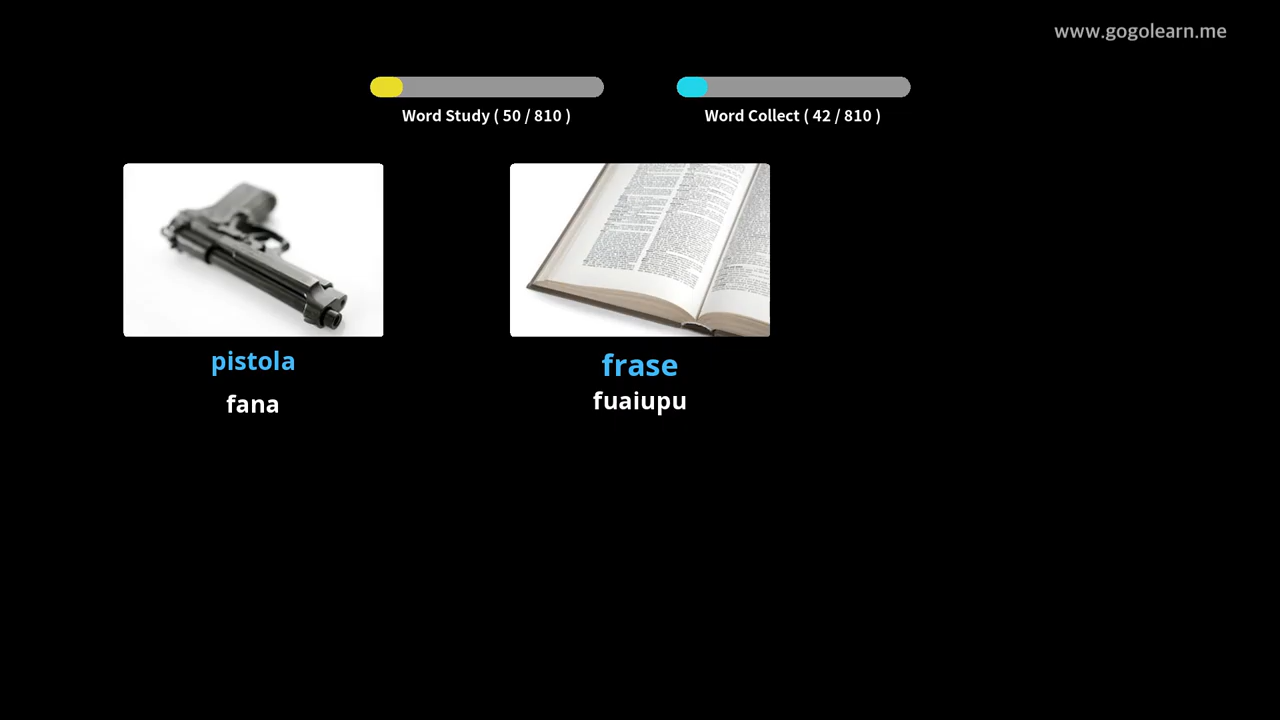 www.gogolearn.me
Word Study ( 50 / 810 )
Word Collect ( 42 / 810 )
pistola
fana
frase
fuaiupu